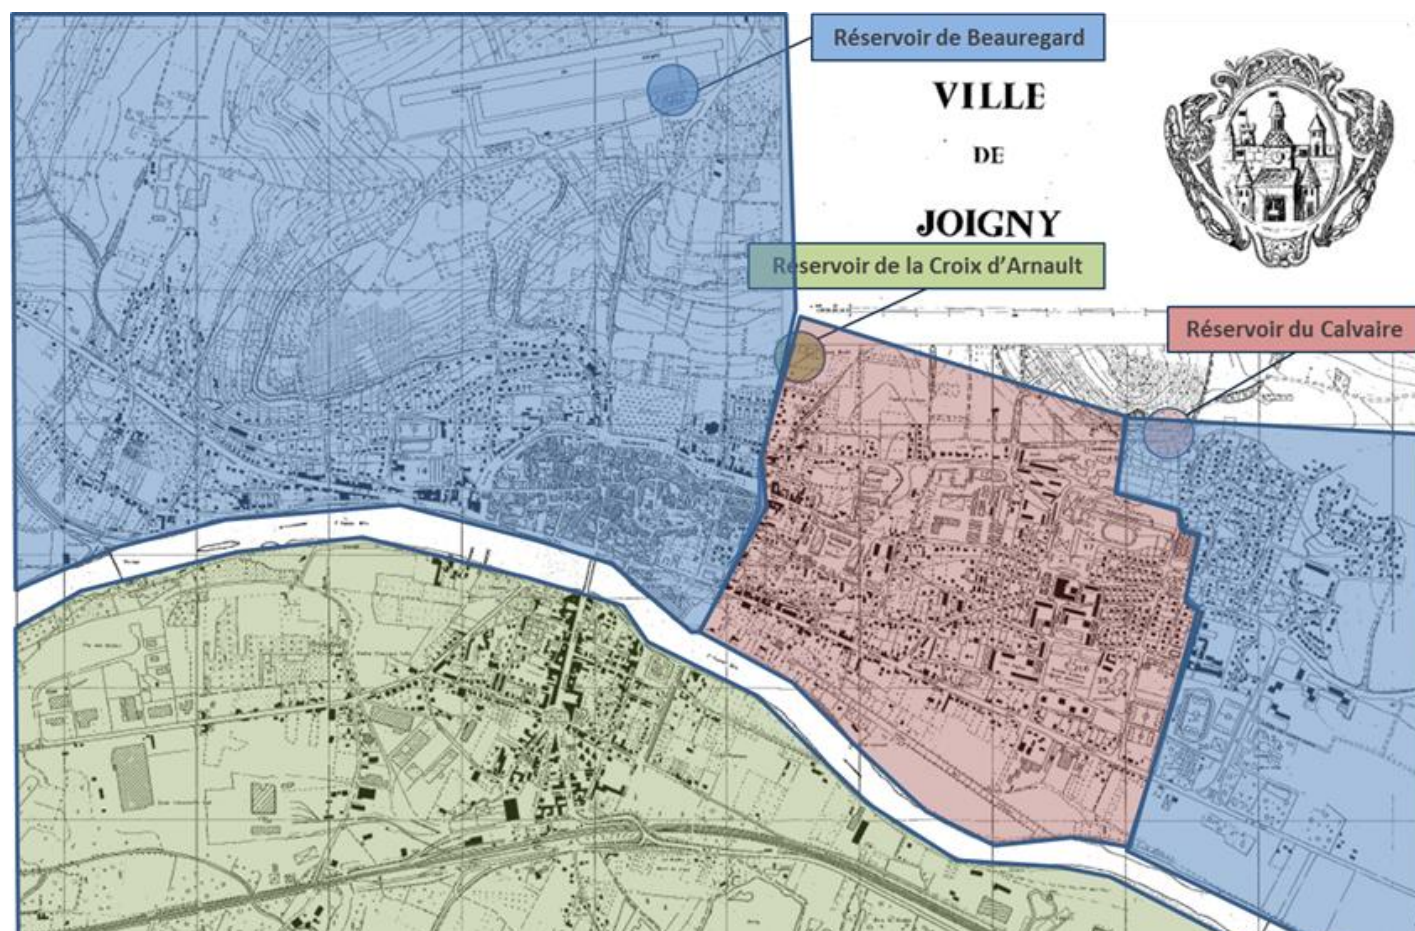 Réservoir de Beauregard
VILLE
DE
JOIGNY
Réservoir de la Croix d'Arnault
Réservoir du Calvaire